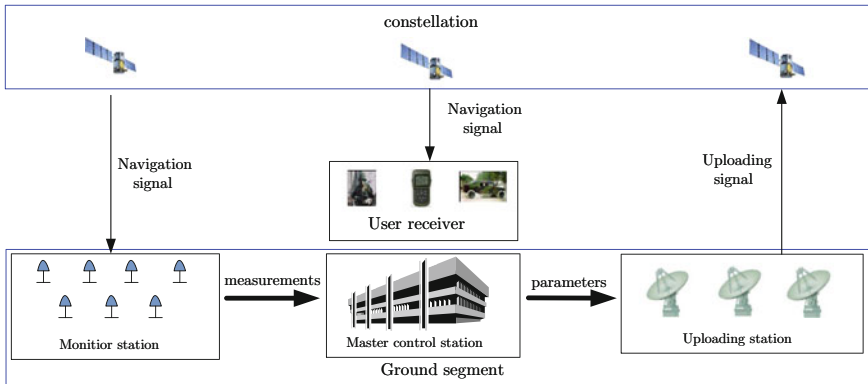 constellation
Navigation
signal
Navigation
signal
Uploading
signal
User receiver
measurements
parameters
Monitior station
Master control station
Uploading station
Ground segment